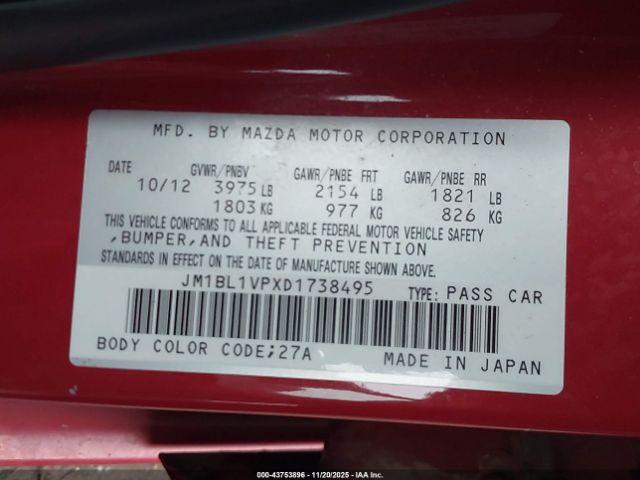 MFD. BY MAZDA MOTOR CORPORATION
DATE GVWR/PNBV GAWR/PNBE FRT GAWR/PNBE RR
10/12 3975 LB 2154 LB 1821 LB
1803 KG 977 KG 826 KG
THIS VEHICLE CONFORMS TO ALL APPLICABLE FEDERAL MOTOR VEHICLE SAFETY
,BUMPER,AND THEFT PREVENTION
STANDARDS IN EFFECT ON THE DATE OF MANUFACTURE SHOWN ABOVE.
JM1BL1VPXD1738495 TYPE: PASS CAR
BODY COLOR CODE;27A MADE IN JAPAN
000-43753896 - 11/20/2025 - IAA Inc.